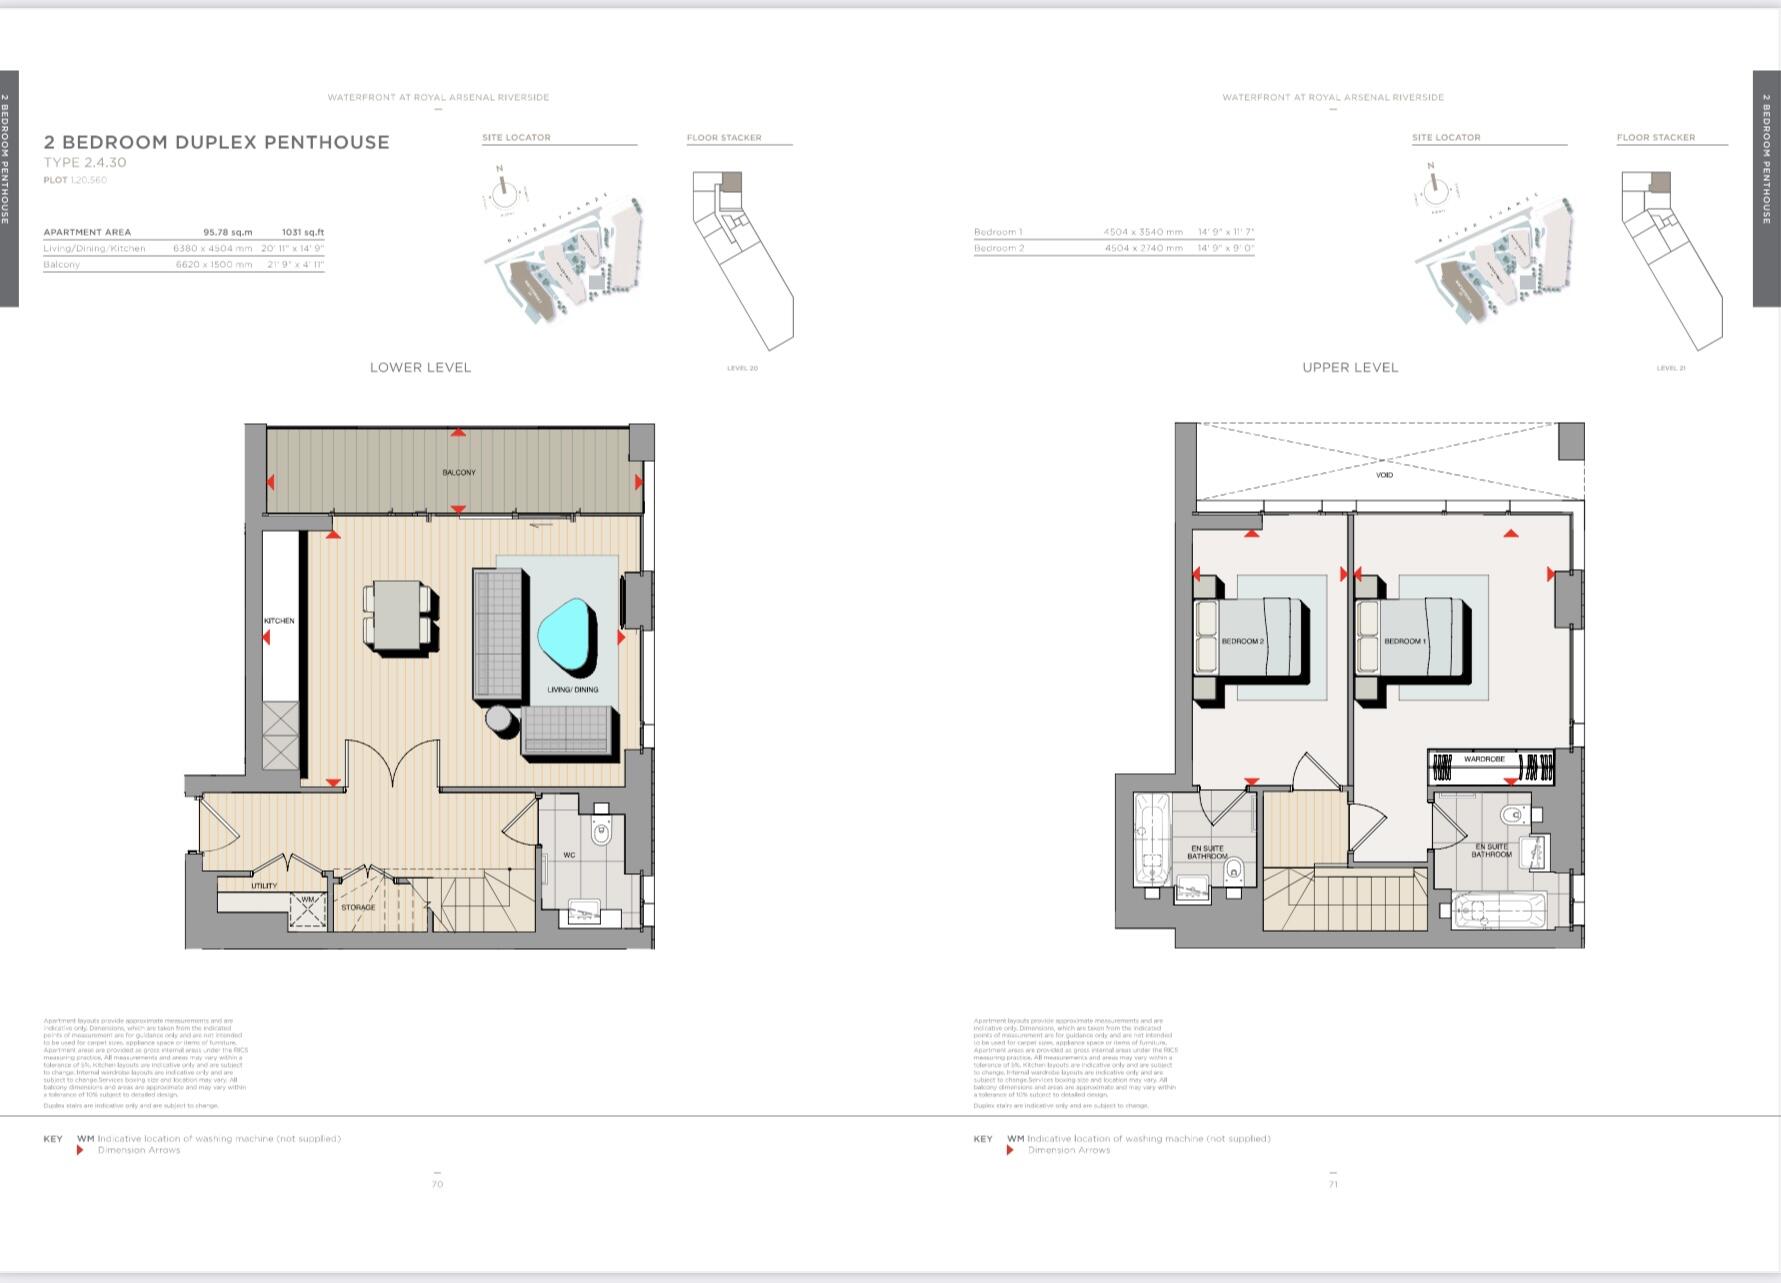 2 BEDROOM PENTHOUSE
WATERFRONT AT ROYAL ARSENAL RIVERSIDE
2 BEDROOM DUPLEX PENTHOUSE
TYPE 2.4.30
PLOT 1.20.560
APARTMENT AREA 95.78 sq.m 1031 sq.ft
Living/Dining/Kitchen 6380 x 4504 mm 20' 11" x 14' 9"
Balcony 6620 x 1500 mm 21' 9" x 4' 11"
SITE LOCATOR
N
RIVER THAMES
FLOOR STACKER
LEVEL 20
LOWER LEVEL
BALCONY
KITCHEN
LIVING/ DINING
WC
UTILITY
WM
STORAGE
Apartment layouts provide approximate measurements and are
indicative only. Dimensions, which are taken from the indicated
points of measurement are for guidance only and are not intended
to be used for carpet sizes, appliance space or items of furniture.
Apartment areas are provided as gross internal areas under the RICS
measuring practice. All measurements and areas may vary within a
tolerance of 5%. Kitchen layouts are indicative only and are subject
to change. Internal wardrobe layouts are indicative only and are
subject to change.Services boxing size and location may vary. All
balcony dimensions and areas are approximate and may vary within
a tolerance of 10% subject to detailed design.
Duplex stairs are indicative only and are subject to change.
KEY WM Indicative location of washing machine (not supplied)
Dimension Arrows
70
WATERFRONT AT ROYAL ARSENAL RIVERSIDE
2 BEDROOM PENTHOUSE
Bedroom 1 4504 x 3540 mm 14' 9" x 11' 7"
Bedroom 2 4504 x 2740 mm 14' 9" x 9' 0"
SITE LOCATOR
N
RIVER THAMES
FLOOR STACKER
LEVEL 21
UPPER LEVEL
VOID
BEDROOM 2
BEDROOM 1
WARDROBE
EN SUITE
BATHROOM
EN SUITE
BATHROOM
Apartment layouts provide approximate measurements and are
indicative only. Dimensions, which are taken from the indicated
points of measurement are for guidance only and are not intended
to be used for carpet sizes, appliance space or items of furniture.
Apartment areas are provided as gross internal areas under the RICS
measuring practice. All measurements and areas may vary within a
tolerance of 5%. Kitchen layouts are indicative only and are subject
to change. Internal wardrobe layouts are indicative only and are
subject to change.Services boxing size and location may vary. All
balcony dimensions and areas are approximate and may vary within
a tolerance of 10% subject to detailed design.
Duplex stairs are indicative only and are subject to change.
KEY WM Indicative location of washing machine (not supplied)
Dimension Arrows
71